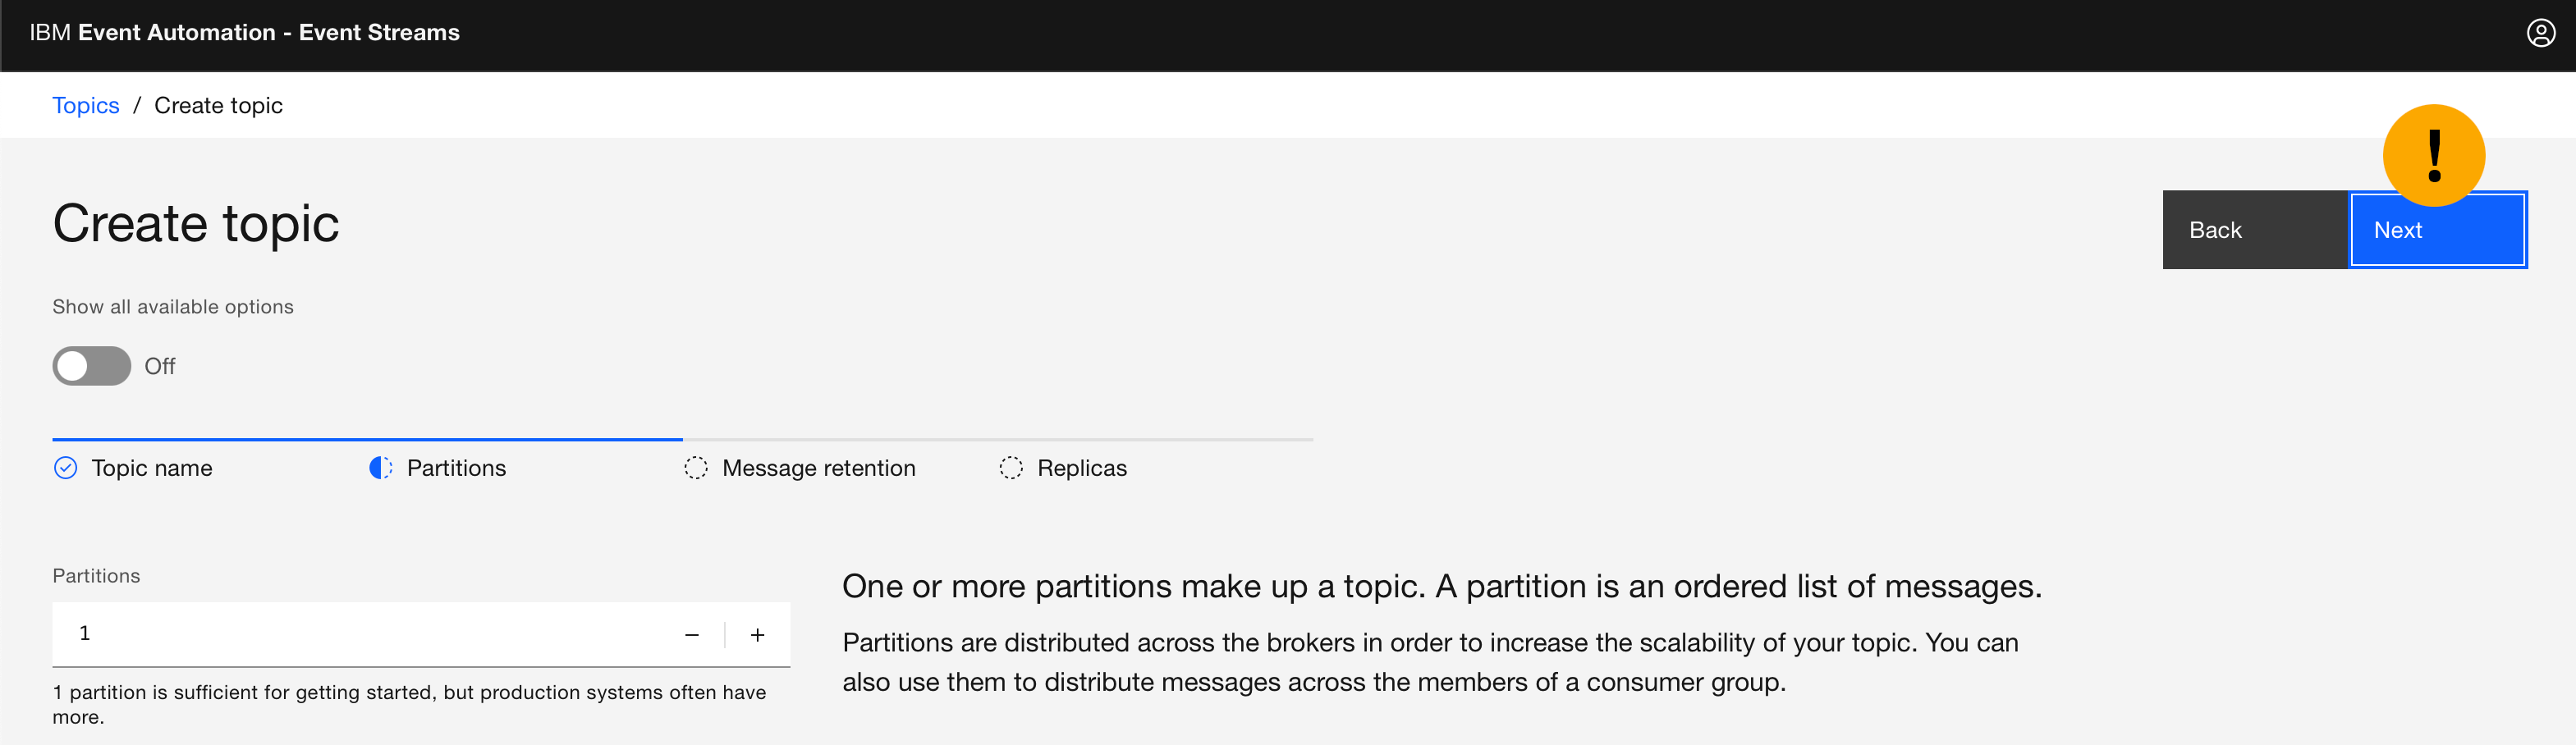 IBM Event Automation - Event Streams
Topics / Create topic
!
Create topic
Back
Next
Show all available options
Off
Topic name
Partitions
Message retention
Replicas
Partitions
1
1 partition is sufficient for getting started, but production systems often have
more.
One or more partitions make up a topic. A partition is an ordered list of messages.
Partitions are distributed across the brokers in order to increase the scalability of your topic. You can
also use them to distribute messages across the members of a consumer group.